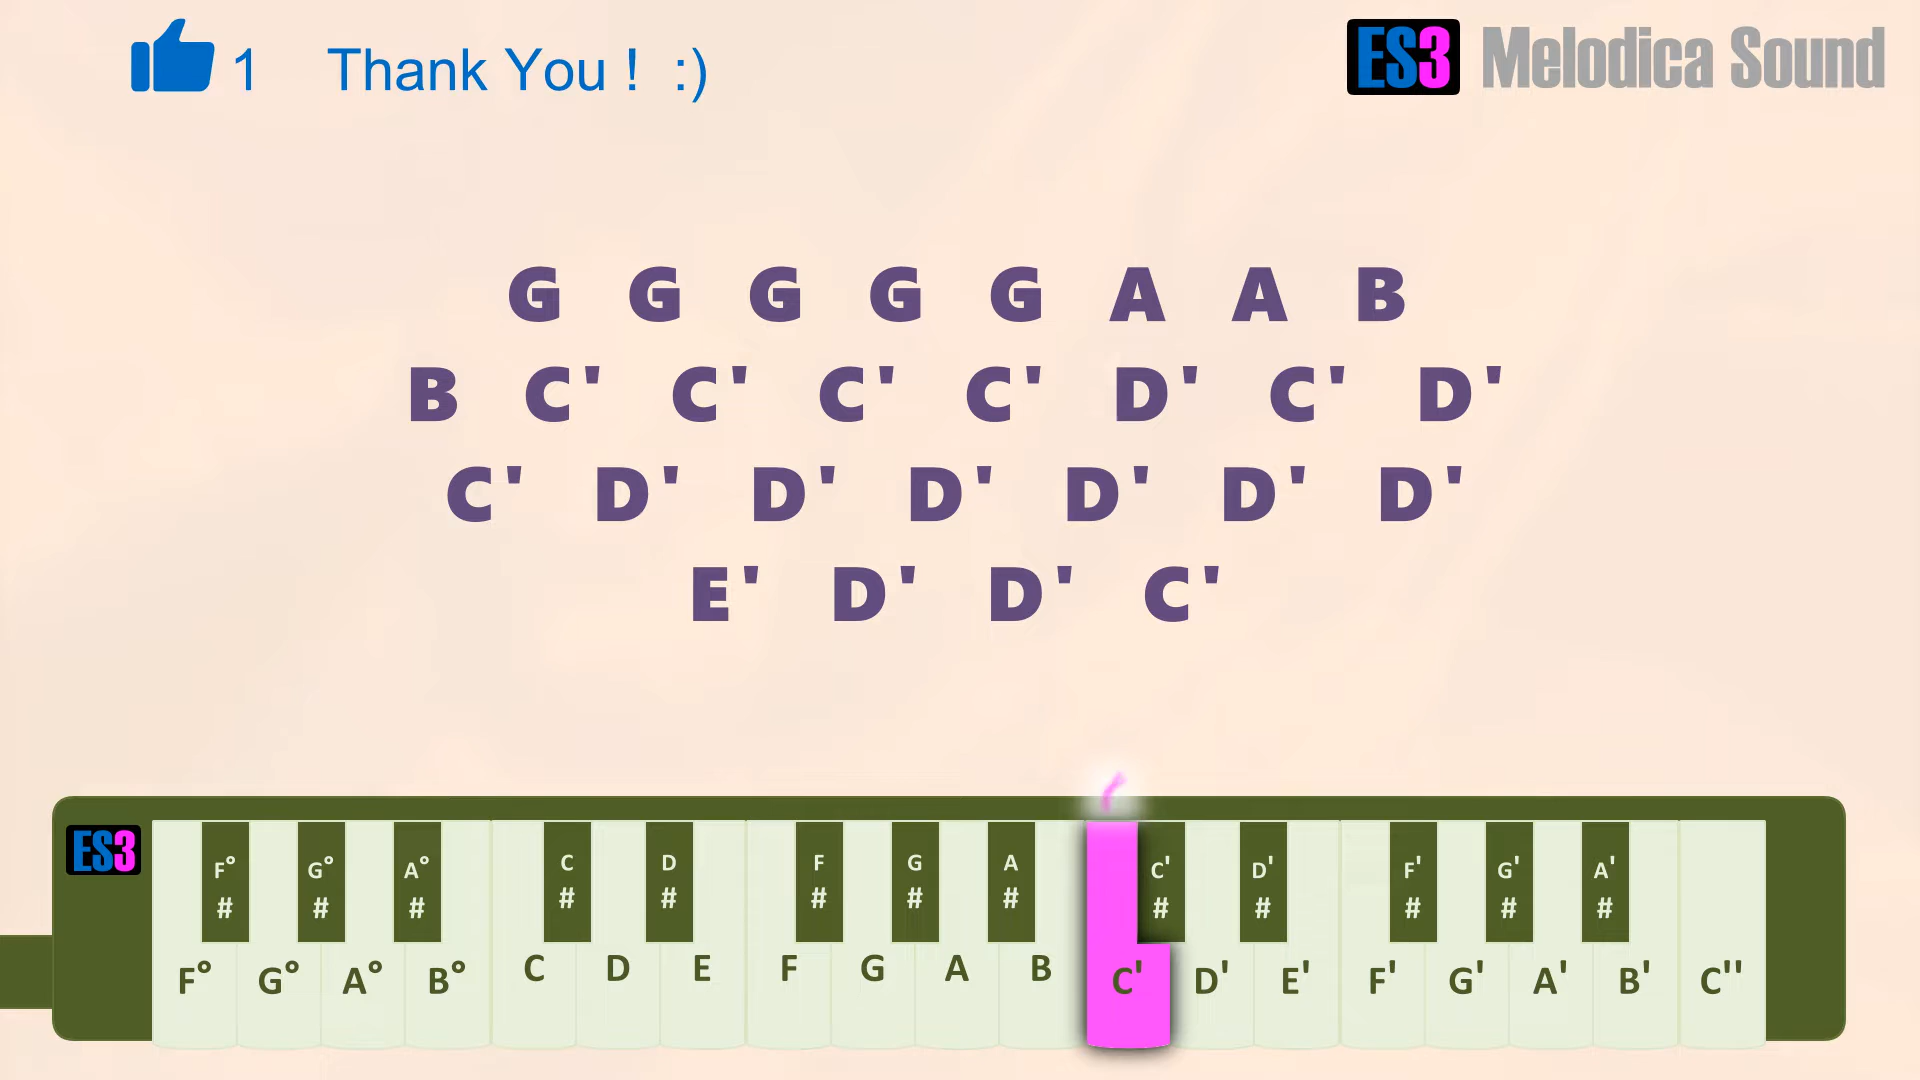 1 Thank You ! :)
ES3 Melodica Sound
G G G G G A A B
B C' C' C' C' D' C' D'
C' D' D' D' D' D' D'
E' D' D' C'
ES3
F° G° A° C D F G A C' D' F' G' A'
# # # # # # # # # # # # #
F° G° A° B° C D E F G A B C' D' E' F' G' A' B' C''